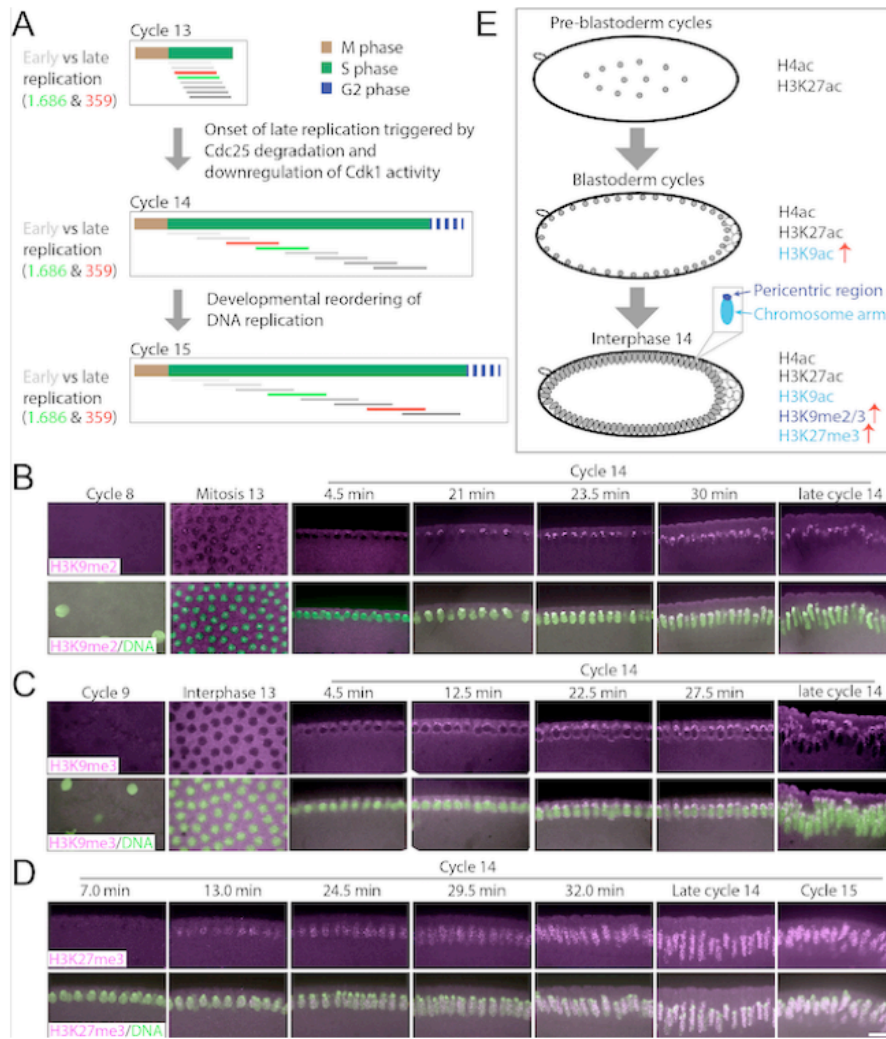 A
Cycle 13
Early vs late
replication
(1.686 & 359)
M phase
S phase
G2 phase
Onset of late replication triggered by
Cdc25 degradation and
downregulation of Cdk1 activity
Cycle 14
Early vs late
replication
(1.686 & 359)
Developmental reordering of
DNA replication
Cycle 15
Early vs late
replication
(1.686 & 359)
E
Pre-blastoderm cycles
H4ac
H3K27ac
Blastoderm cycles
H4ac
H3K27ac
H3K9ac
Pericentric region
Chromosome arm
Interphase 14
H4ac
H3K27ac
H3K9ac
H3K9me2/3
H3K27me3
B
Cycle 14
Cycle 8 Mitosis 13 4.5 min 21 min 23.5 min 30 min late cycle 14
H3K9me2
H3K9me2/DNA
C
Cycle 14
Cycle 9 Interphase 13 4.5 min 12.5 min 22.5 min 27.5 min late cycle 14
H3K9me3
H3K9me3/DNA
D
Cycle 14
7.0 min 13.0 min 24.5 min 29.5 min 32.0 min Late cycle 14 Cycle 15
H3K27me3
H3K27me3/DNA